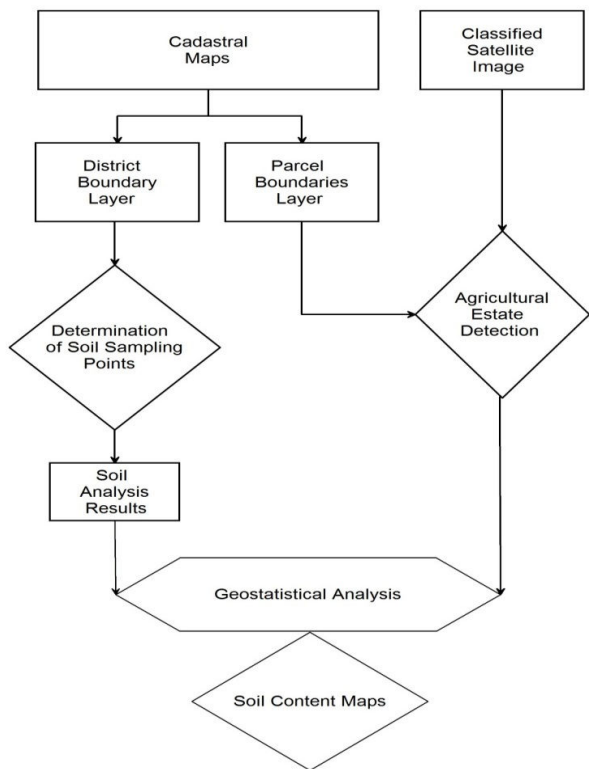 Cadastral
Maps
Classified
Satellite
Image
District
Boundary
Layer
Parcel
Boundaries
Layer
Determination
of Soil Sampling
Points
Agricultural
Estate
Detection
Soil
Analysis
Results
Geostatistical Analysis
Soil Content Maps